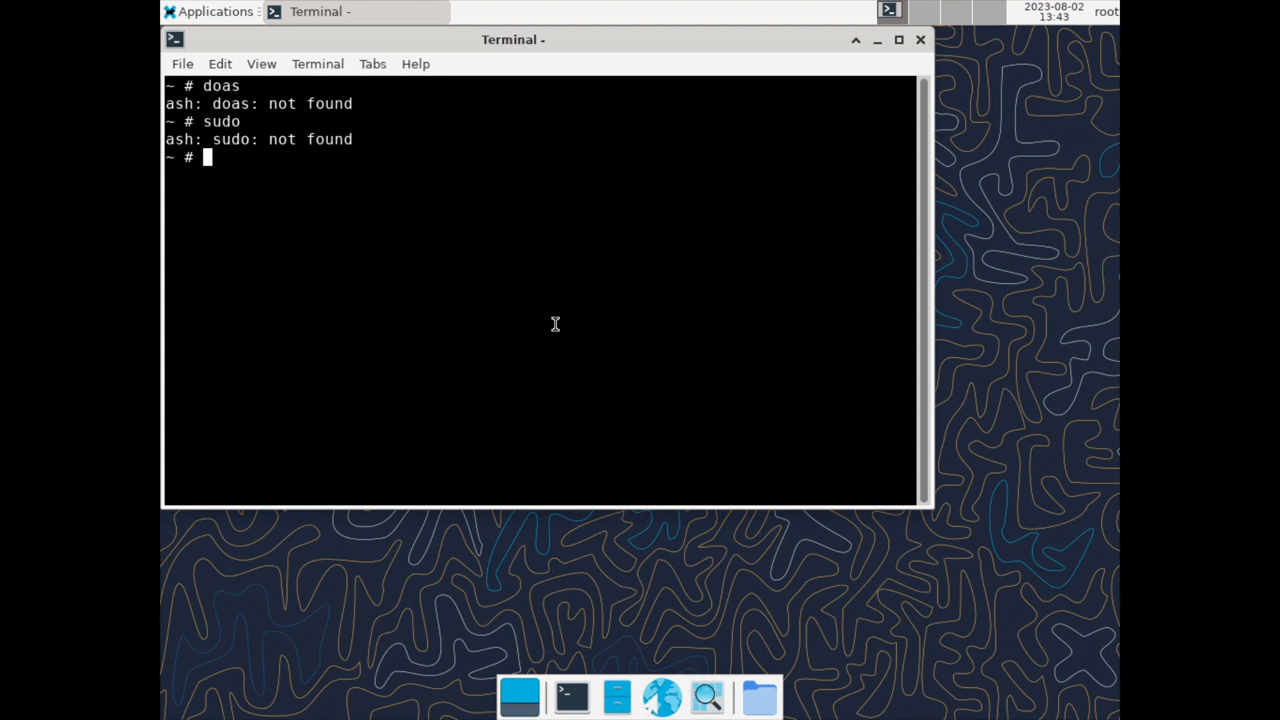 Applications
Terminal -
2023-08-02
13:43
root
Terminal -
File Edit View Terminal Tabs Help
~ # doas
ash: doas: not found
~ # sudo
ash: sudo: not found
~ #